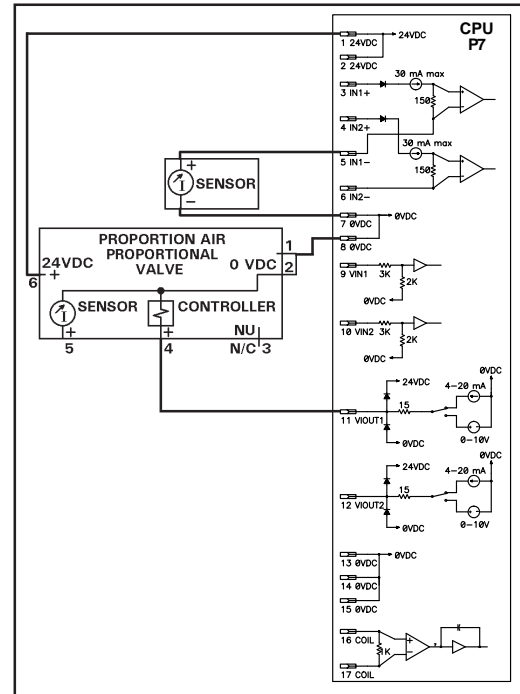 CPU
P7
1 24VDC
24VDC
2 24VDC
30 mA max
3 IN1+
150
4 IN2+
30 mA max
5 IN1-
150
6 IN2-
+
I
SENSOR
-
7 0VDC
0VDC
8 0VDC
PROPORTION AIR
PROPORTIONAL
VALVE
1
2
24VDC
+
6
0 VDC
SENSOR
CONTROLLER
I
+
+
NU
N/C
5
4
3
9 VIN1
3K
2K
0VDC
10 VIN2
3K
2K
0VDC
24VDC
0VDC
4-20 mA
15
11 VIOUT1
0VDC
0-10V
24VDC
0VDC
4-20 mA
15
12 VIOUT2
0VDC
0-10V
13 0VDC
0VDC
14 0VDC
15 0VDC
16 COIL
1K
+
-
17 COIL